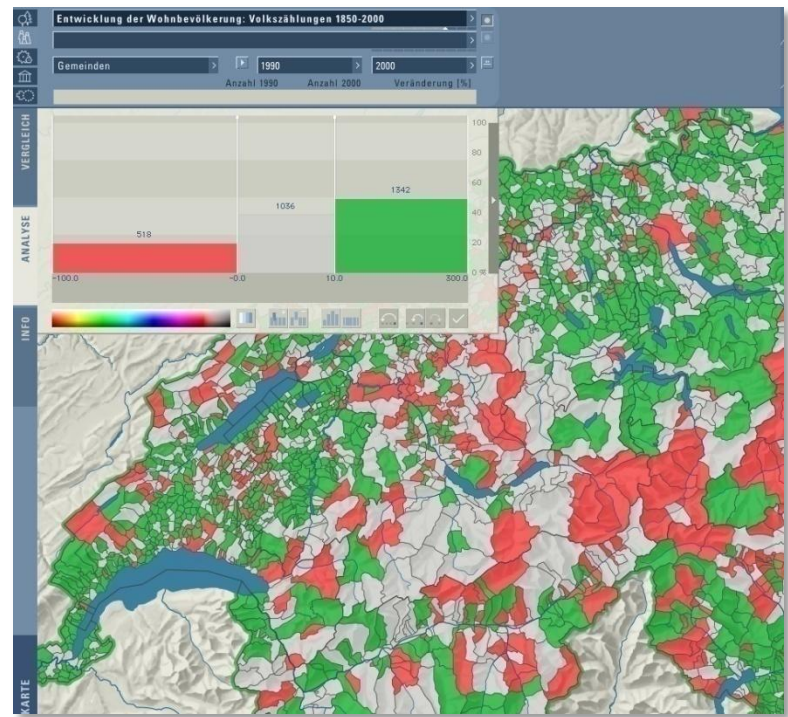 Entwicklung der Wohnbevölkerung: Volkszählungen 1850-2000
Gemeinden
1990
2000
Anzahl 1990 Anzahl 2000 Veränderung [%]
VERGLEICH
ANALYSE
INFO
KARTE
100
80
60
40
20
0 %
518
1036
1342
-100.0 -0.0 10.0 300.0